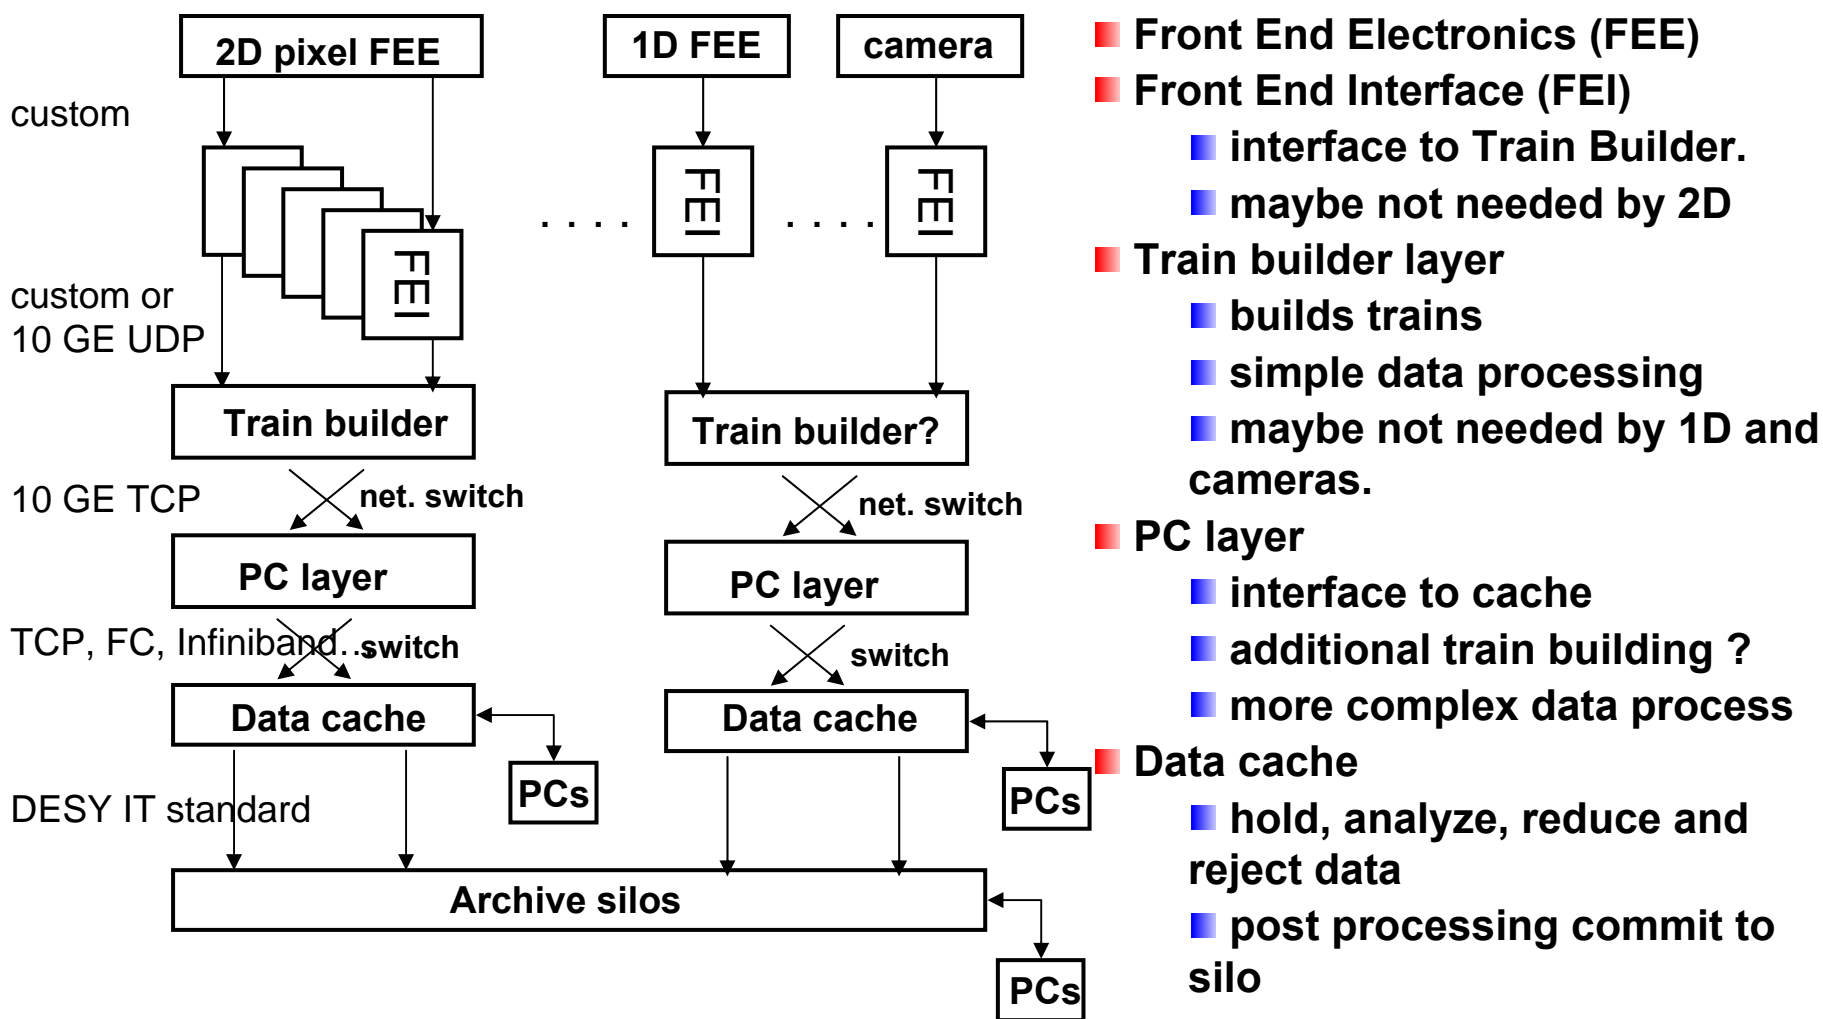 2D pixel FEE
1D FEE
camera
custom
FEI
FEI
FEI
. . . .
. . . .
custom or
10 GE UDP
Train builder
Train builder?
10 GE TCP
net. switch
net. switch
PC layer
PC layer
TCP, FC, Infiniband...
switch
switch
Data cache
Data cache
PCs
PCs
DESY IT standard
Archive silos
PCs
Front End Electronics (FEE)
Front End Interface (FEI)
interface to Train Builder.
maybe not needed by 2D
Train builder layer
builds trains
simple data processing
maybe not needed by 1D and
cameras.
PC layer
interface to cache
additional train building ?
more complex data process
Data cache
hold, analyze, reduce and
reject data
post processing commit to
silo